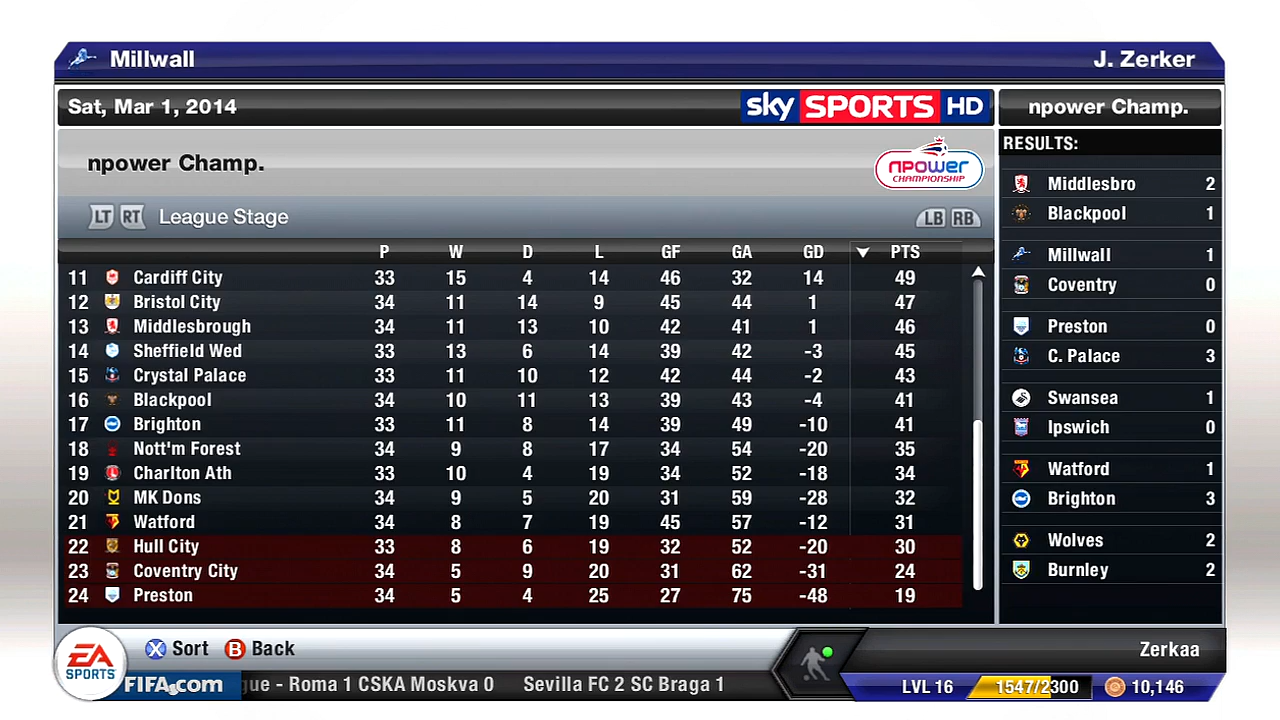 Millwall J. Zerker
Sat, Mar 1, 2014 sky SPORTS HD npower Champ.
npower Champ. npower CHAMPIONSHIP
LT RT League Stage LB RB
P W D L GF GA GD PTS
11 Cardiff City 33 15 4 14 46 32 14 49
12 Bristol City 34 11 14 9 45 44 1 47
13 Middlesbrough 34 11 13 10 42 41 1 46
14 Sheffield Wed 33 13 6 14 39 42 -3 45
15 Crystal Palace 33 11 10 12 42 44 -2 43
16 Blackpool 34 10 11 13 39 43 -4 41
17 Brighton 33 11 8 14 39 49 -10 41
18 Nott'm Forest 34 9 8 17 34 54 -20 35
19 Charlton Ath 33 10 4 19 34 52 -18 34
20 MK Dons 34 9 5 20 31 59 -28 32
21 Watford 34 8 7 19 45 57 -12 31
22 Hull City 33 8 6 19 32 52 -20 30
23 Coventry City 34 5 9 20 31 62 -31 24
24 Preston 34 5 4 25 27 75 -48 19
RESULTS:
Middlesbro 2
Blackpool 1
Millwall 1
Coventry 0
Preston 0
C. Palace 3
Swansea 1
Ipswich 0
Watford 1
Brighton 3
Wolves 2
Burnley 2
X Sort B Back Zerkaa
EA SPORTS
FIFA.com gue - Roma 1 CSKA Moskva 0 Sevilla FC 2 SC Braga 1 LVL 16 1547/2300 10,146